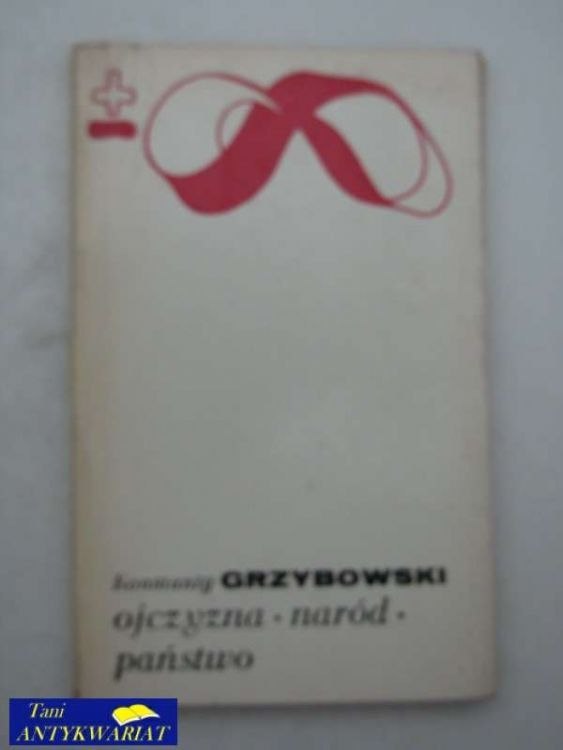 ±
konstanty GRZYBOWSKI
ojczyzna • naród •
państwo
Tani
ANTYKWARIAT